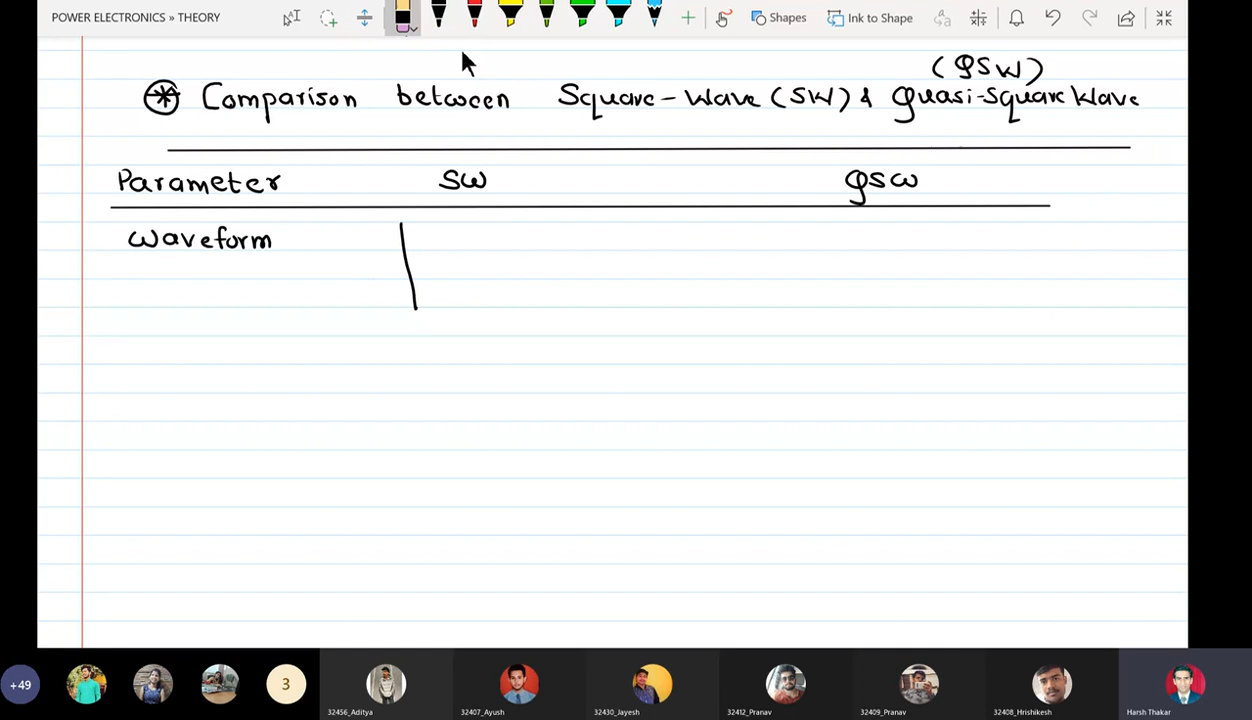 POWER ELECTRONICS » THEORY
Shapes
Ink to Shape
(QSW)
Comparison between Square-Wave (SW) & Quasi-Square Wave
Parameter SW QSW
Waveform
+49
3
32456_Aditya
32407_Ayush
32430_Jayesh
32412_Pranav
32409_Pranav
32408_Hrishikesh
Harsh Thakar